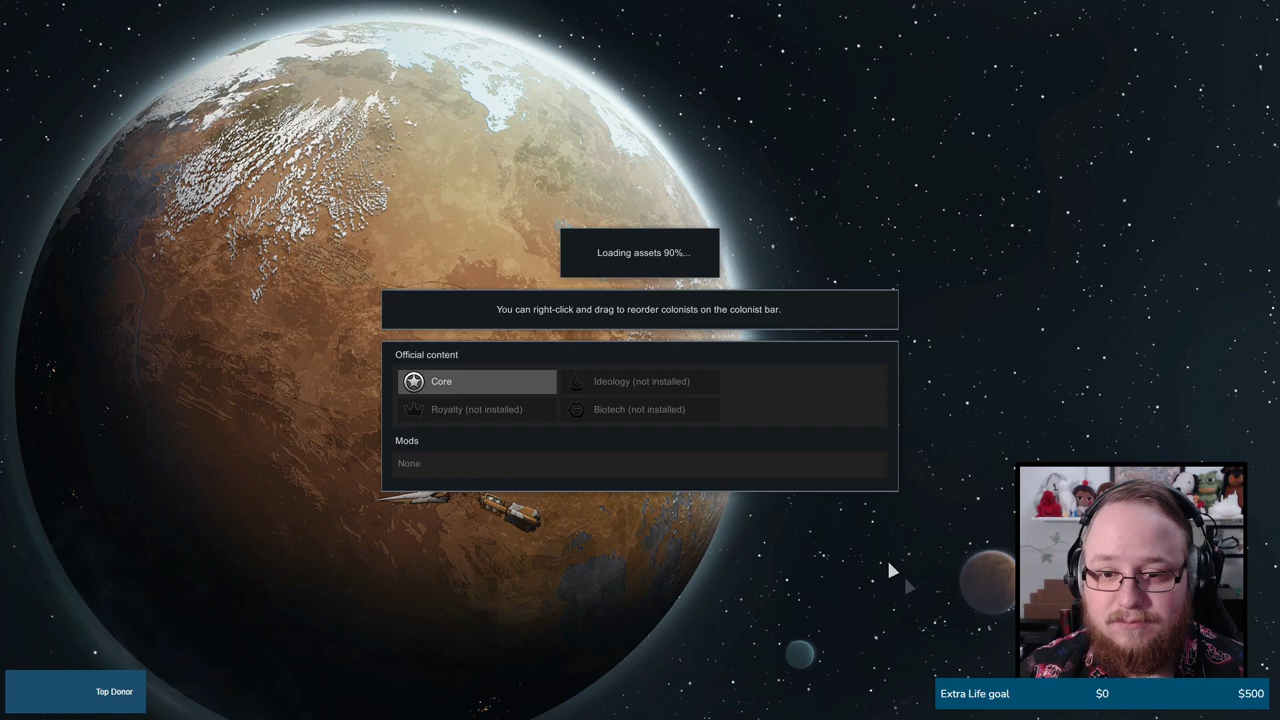 Loading assets 90%...
You can right-click and drag to reorder colonists on the colonist bar.
Official content
Core
Ideology (not installed)
Royalty (not installed)
Biotech (not installed)
Mods
None
Top Donor
Extra Life goal $0 $500